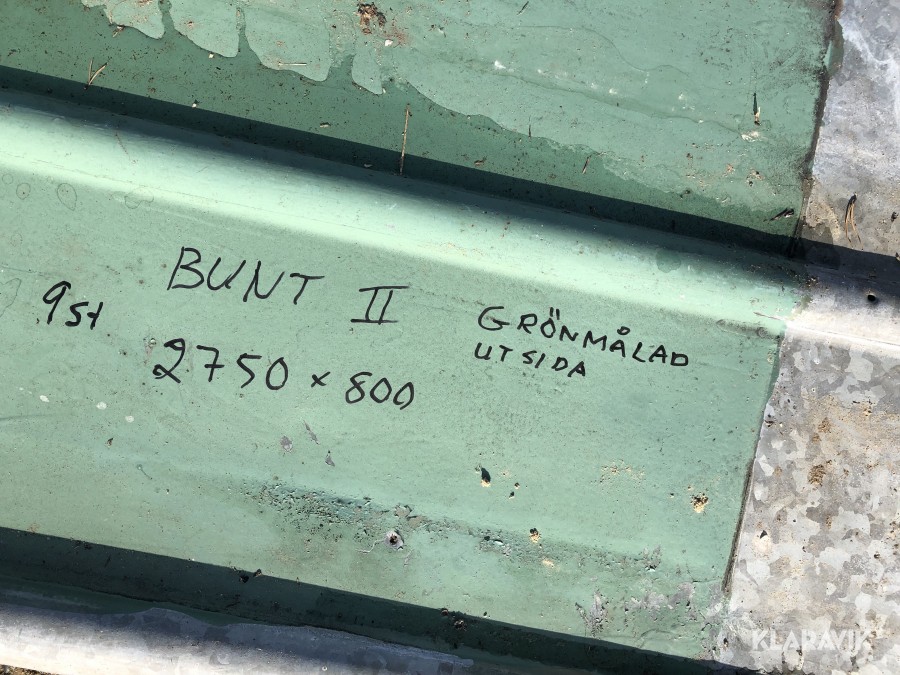 BUNT II
9st
2750 x 800
GRÖNMÅLAD
UTSIDA
KLARAVIK